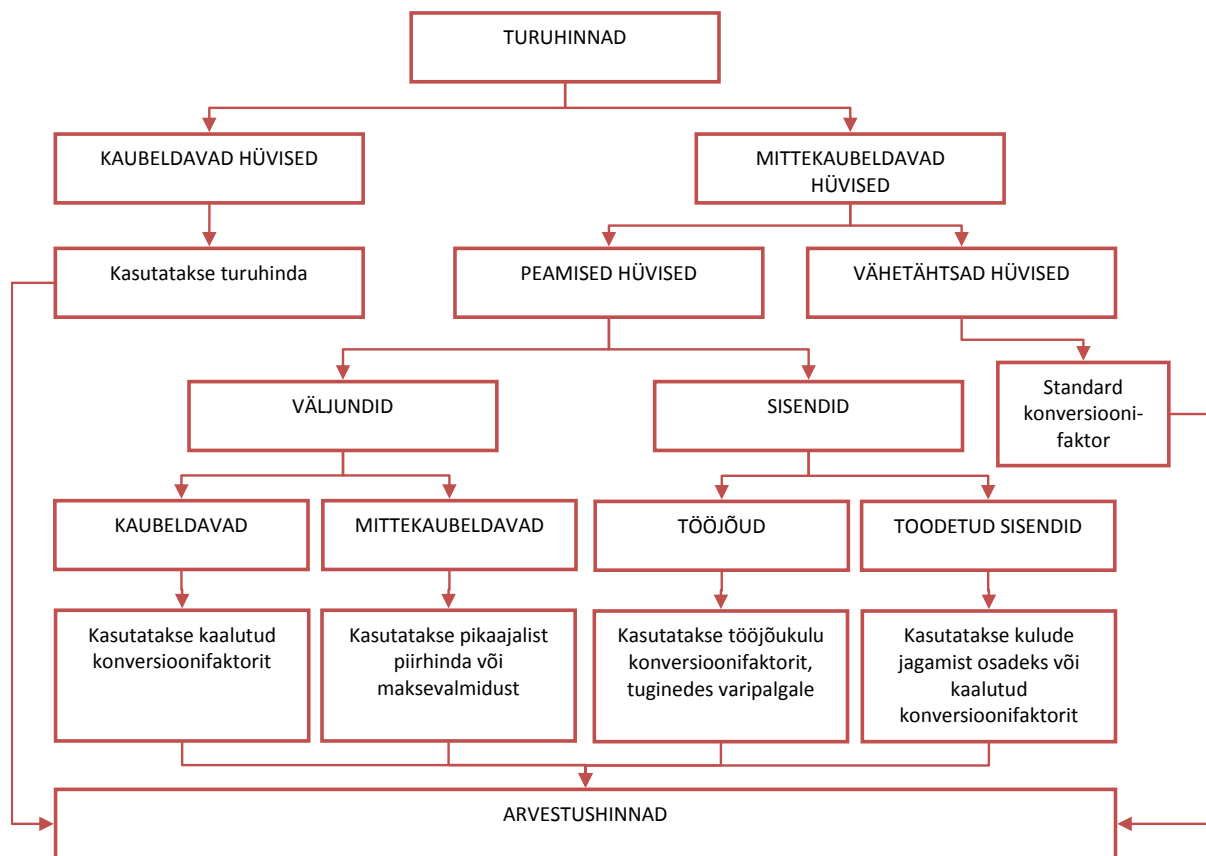 TURUHINNAD
KAUBELDAVAD HÜVISED
MITTEKAUBELDAVAD
HÜVISED
Kasutatakse turuhinda
PEAMISED HÜVISED
VÄHETÄHTSAD HÜVISED
Standard
konversiooni-
faktor
VÄLJUNDID
SISENDID
KAUBELDAVAD
MITTEKAUBELDAVAD
TÖÖJÕUD
TOODETUD SISENDID
Kasutatakse kaalutud
konversioonifaktorit
Kasutatakse pikaajalist
piirhinda või
maksevalmidust
Kasutatakse tööjõukulu
konversioonifaktorit,
tuginedes varipalgale
Kasutatakse kulude
jagamist osadeks või
kaalutud
konversioonifaktorit
ARVESTUSHINNAD